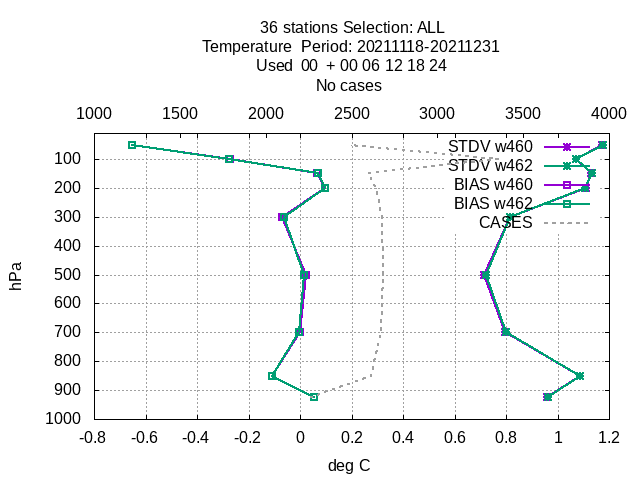 36 stations Selection: ALL
Temperature  Period: 20211118-20211231
Used  00  + 00 06 12 18 24
No cases
1000 1500 2000 2500 3000 3500 4000
STDV w460
STDV w462
BIAS w460
BIAS w462
CASES
100
200
300
400
500
600
700
800
900
1000
hPa
-0.8 -0.6 -0.4 -0.2 0 0.2 0.4 0.6 0.8 1 1.2
deg C